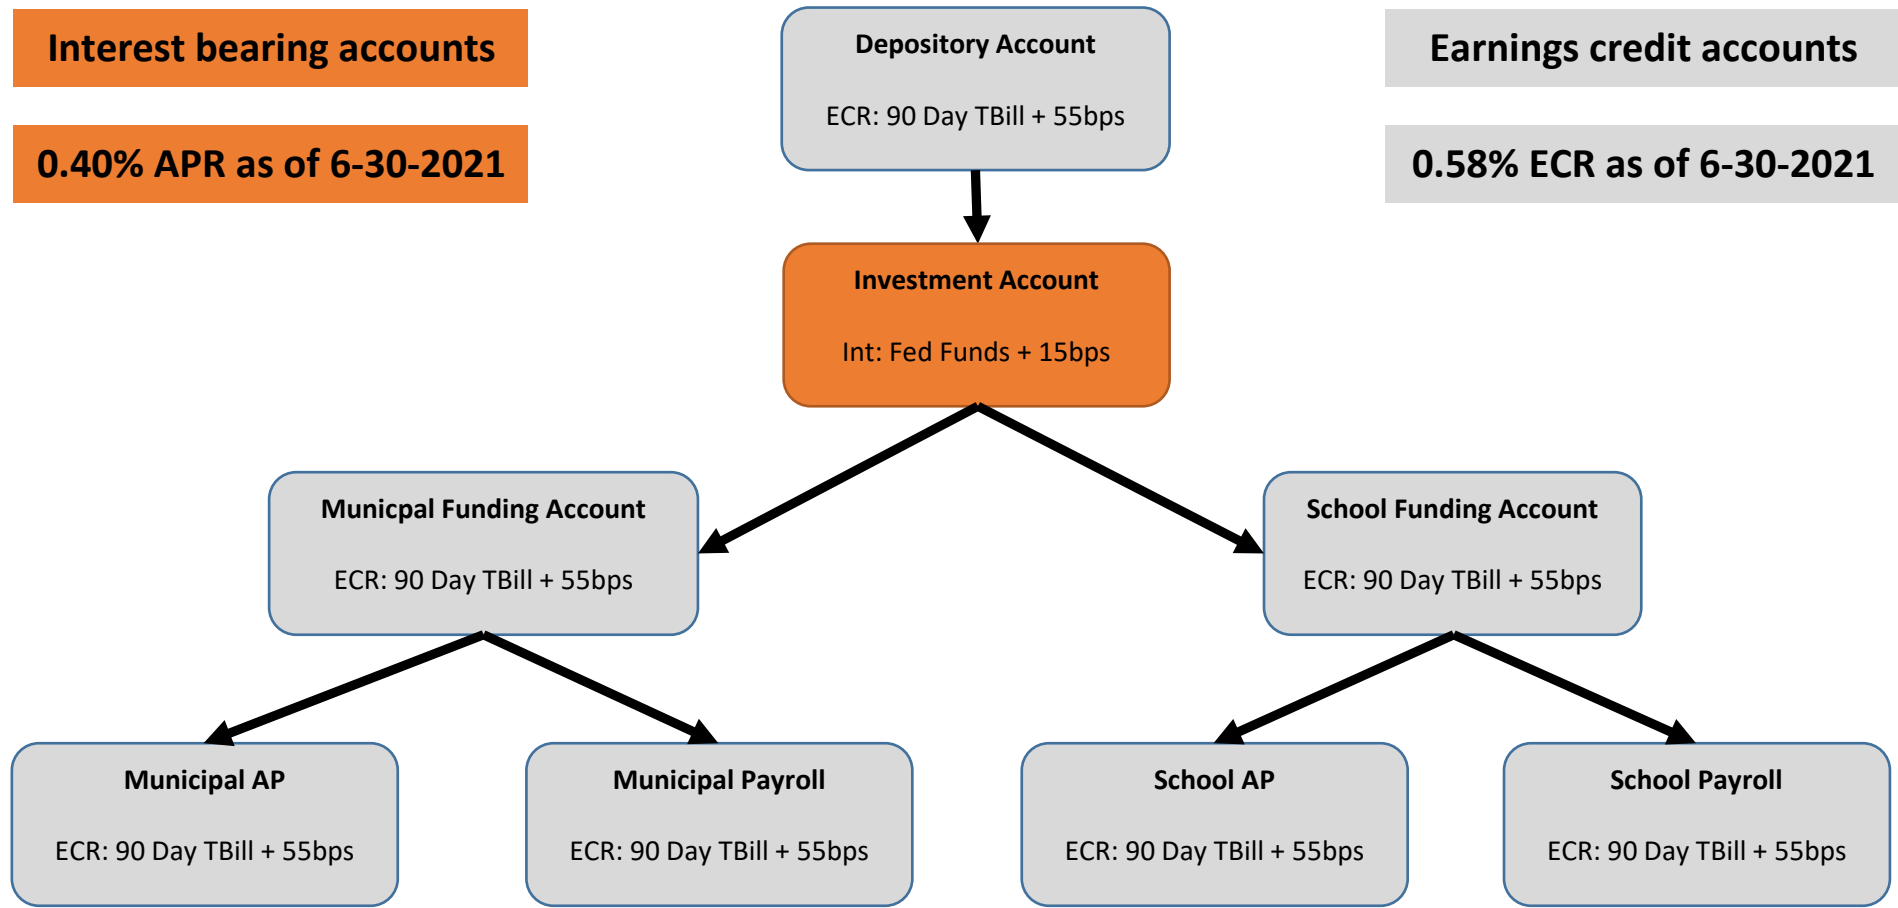 Interest bearing accounts
0.40% APR as of 6-30-2021
Depository Account
ECR: 90 Day TBill + 55bps
Earnings credit accounts
0.58% ECR as of 6-30-2021
Investment Account
Int: Fed Funds + 15bps
Municpal Funding Account
ECR: 90 Day TBill + 55bps
School Funding Account
ECR: 90 Day TBill + 55bps
Municipal AP
ECR: 90 Day TBill + 55bps
Municipal Payroll
ECR: 90 Day TBill + 55bps
School AP
ECR: 90 Day TBill + 55bps
School Payroll
ECR: 90 Day TBill + 55bps